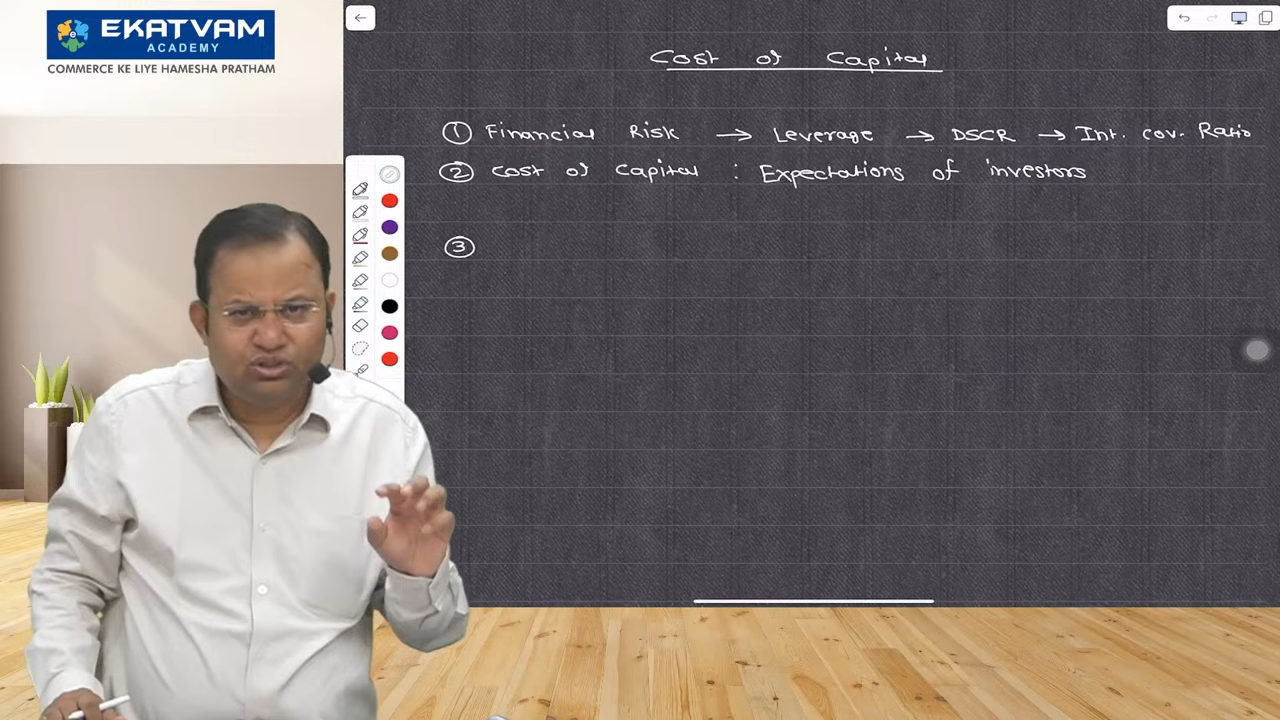 EKATVAM
ACADEMY
COMMERCE KE LIYE HAMESHA PRATHAM
Cost of Capital
① Financial Risk → Leverage → DSCR → Int. cov. Ratio
② Cost of Capital : Expectations of investors
③